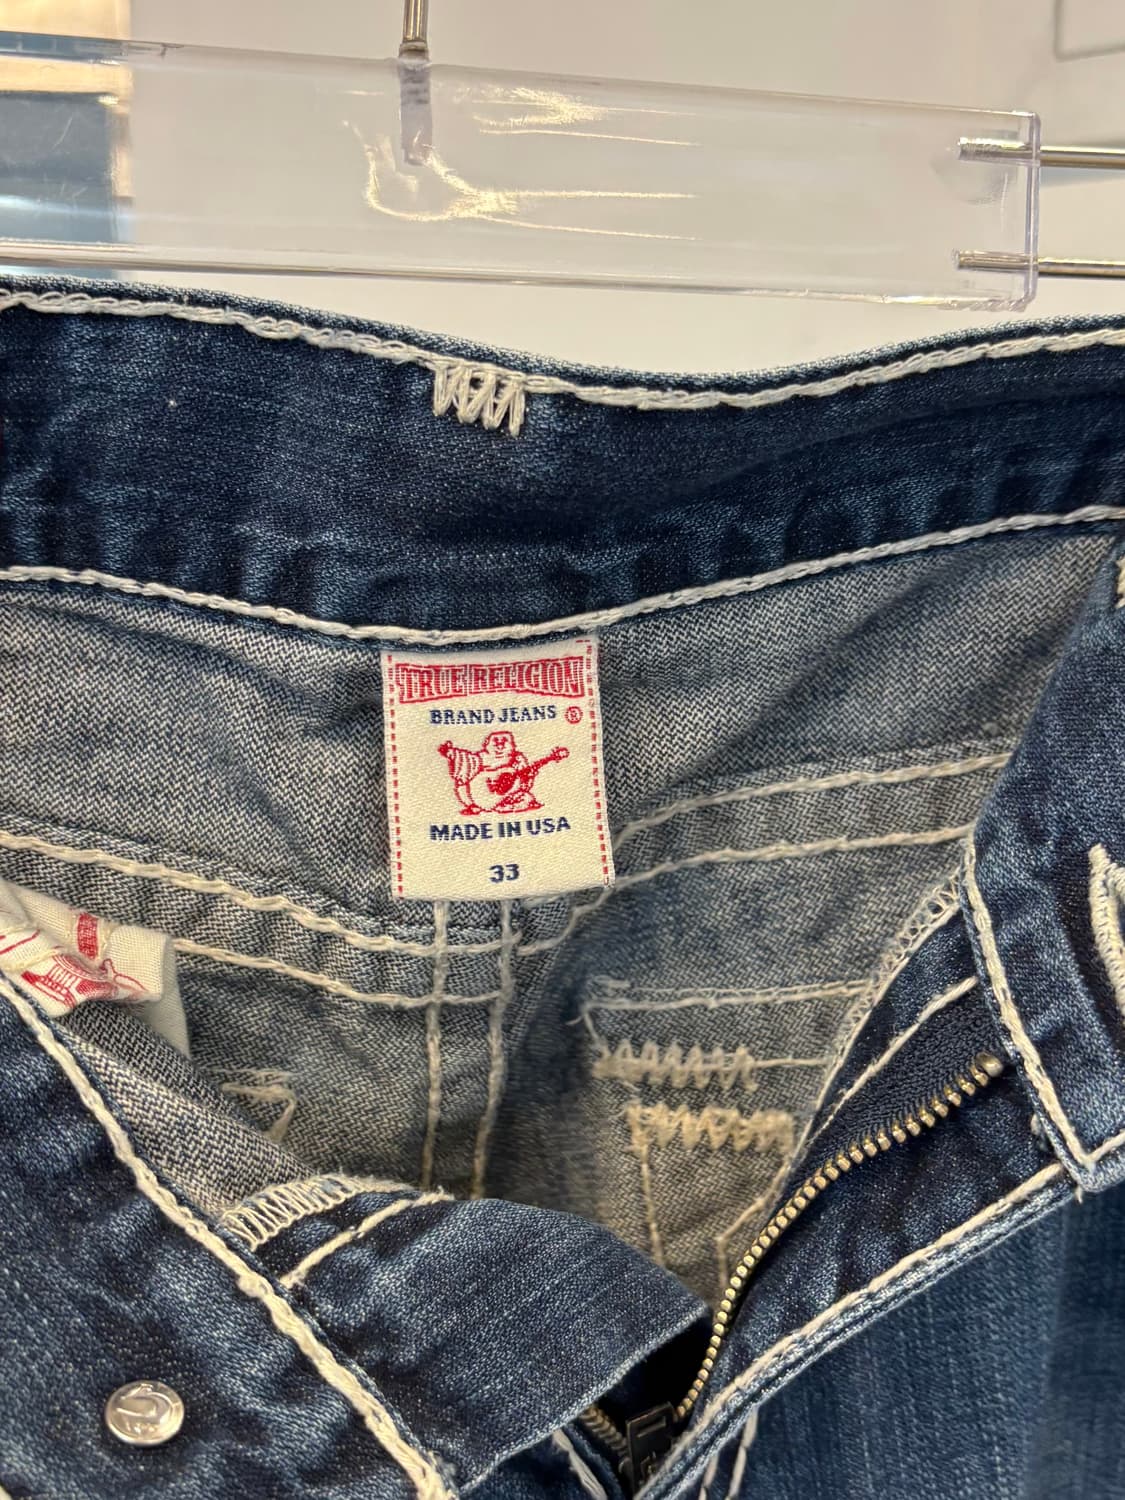 TRUE RELIGION
BRAND JEANS ®
MADE IN USA
33